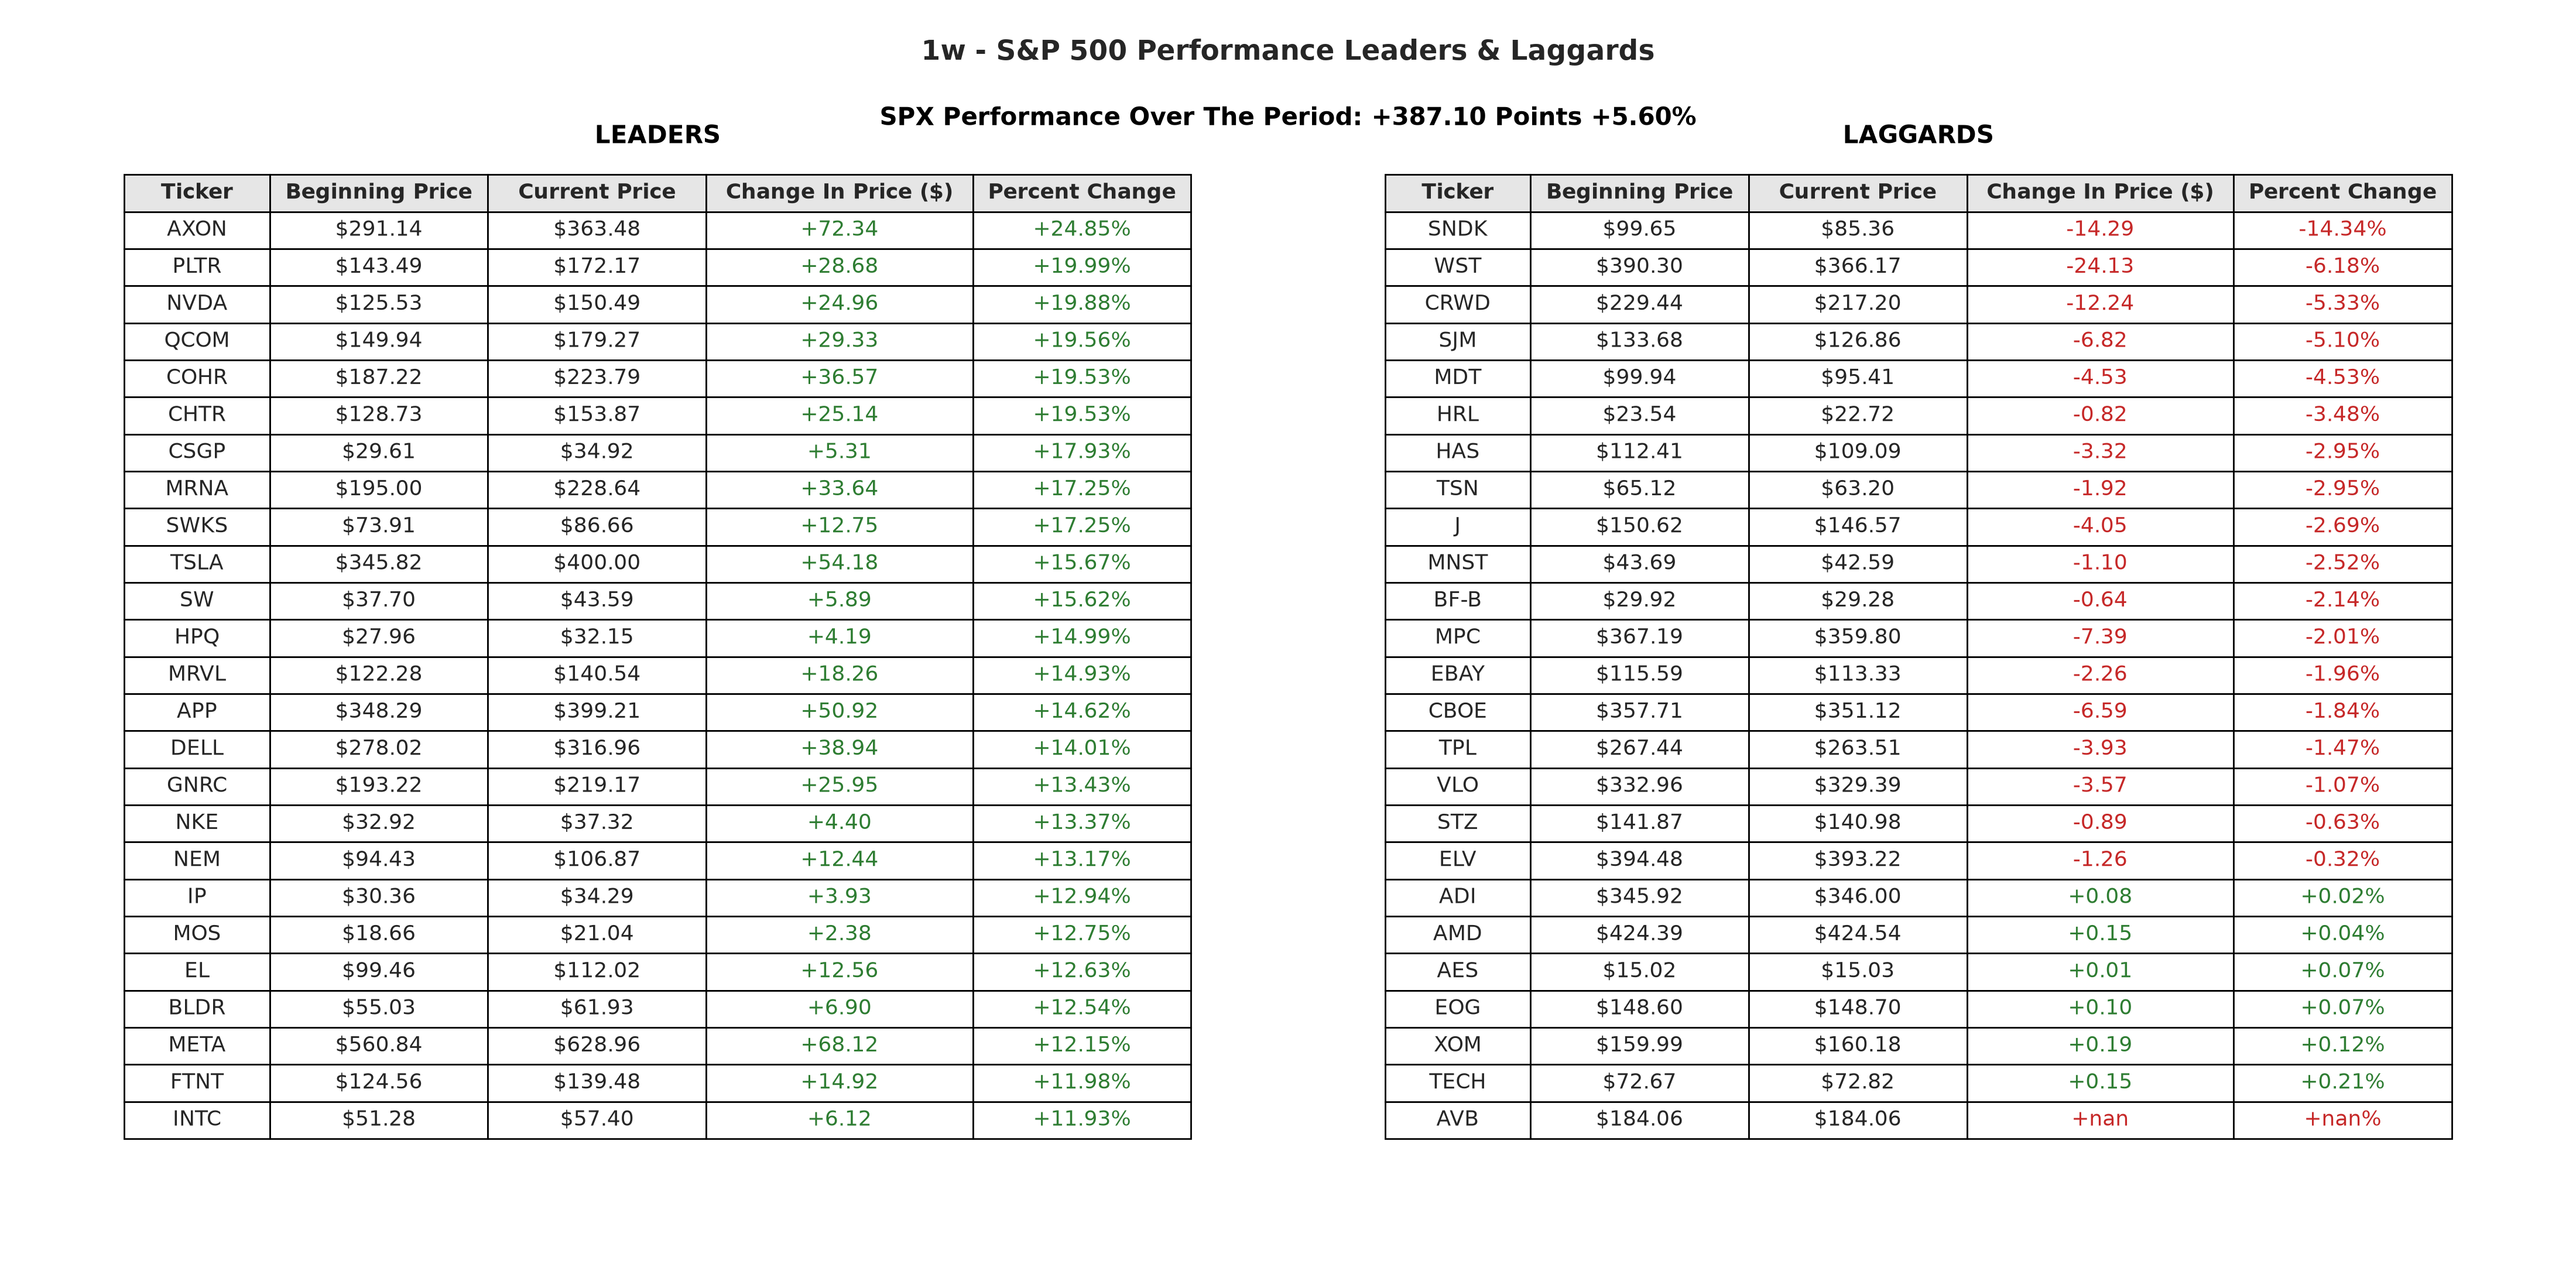 1w - S&P 500 Performance Leaders & Laggards
SPX Performance Over The Period: +387.10 Points +5.60%
LEADERS
Ticker Beginning Price Current Price Change In Price ($) Percent Change
AXON $291.14 $363.48 +72.34 +24.85%
PLTR $143.49 $172.17 +28.68 +19.99%
NVDA $125.53 $150.49 +24.96 +19.88%
QCOM $149.94 $179.27 +29.33 +19.56%
COHR $187.22 $223.79 +36.57 +19.53%
CHTR $128.73 $153.87 +25.14 +19.53%
CSGP $29.61 $34.92 +5.31 +17.93%
MRNA $195.00 $228.64 +33.64 +17.25%
SWKS $73.91 $86.66 +12.75 +17.25%
TSLA $345.82 $400.00 +54.18 +15.67%
SW $37.70 $43.59 +5.89 +15.62%
HPQ $27.96 $32.15 +4.19 +14.99%
MRVL $122.28 $140.54 +18.26 +14.93%
APP $348.29 $399.21 +50.92 +14.62%
DELL $278.02 $316.96 +38.94 +14.01%
GNRC $193.22 $219.17 +25.95 +13.43%
NKE $32.92 $37.32 +4.40 +13.37%
NEM $94.43 $106.87 +12.44 +13.17%
IP $30.36 $34.29 +3.93 +12.94%
MOS $18.66 $21.04 +2.38 +12.75%
EL $99.46 $112.02 +12.56 +12.63%
BLDR $55.03 $61.93 +6.90 +12.54%
META $560.84 $628.96 +68.12 +12.15%
FTNT $124.56 $139.48 +14.92 +11.98%
INTC $51.28 $57.40 +6.12 +11.93%
LAGGARDS
Ticker Beginning Price Current Price Change In Price ($) Percent Change
SNDK $99.65 $85.36 -14.29 -14.34%
WST $390.30 $366.17 -24.13 -6.18%
CRWD $229.44 $217.20 -12.24 -5.33%
SJM $133.68 $126.86 -6.82 -5.10%
MDT $99.94 $95.41 -4.53 -4.53%
HRL $23.54 $22.72 -0.82 -3.48%
HAS $112.41 $109.09 -3.32 -2.95%
TSN $65.12 $63.20 -1.92 -2.95%
J $150.62 $146.57 -4.05 -2.69%
MNST $43.69 $42.59 -1.10 -2.52%
BF-B $29.92 $29.28 -0.64 -2.14%
MPC $367.19 $359.80 -7.39 -2.01%
EBAY $115.59 $113.33 -2.26 -1.96%
CBOE $357.71 $351.12 -6.59 -1.84%
TPL $267.44 $263.51 -3.93 -1.47%
VLO $332.96 $329.39 -3.57 -1.07%
STZ $141.87 $140.98 -0.89 -0.63%
ELV $394.48 $393.22 -1.26 -0.32%
ADI $345.92 $346.00 +0.08 +0.02%
AMD $424.39 $424.54 +0.15 +0.04%
AES $15.02 $15.03 +0.01 +0.07%
EOG $148.60 $148.70 +0.10 +0.07%
XOM $159.99 $160.18 +0.19 +0.12%
TECH $72.67 $72.82 +0.15 +0.21%
AVB $184.06 $184.06 +nan +nan%